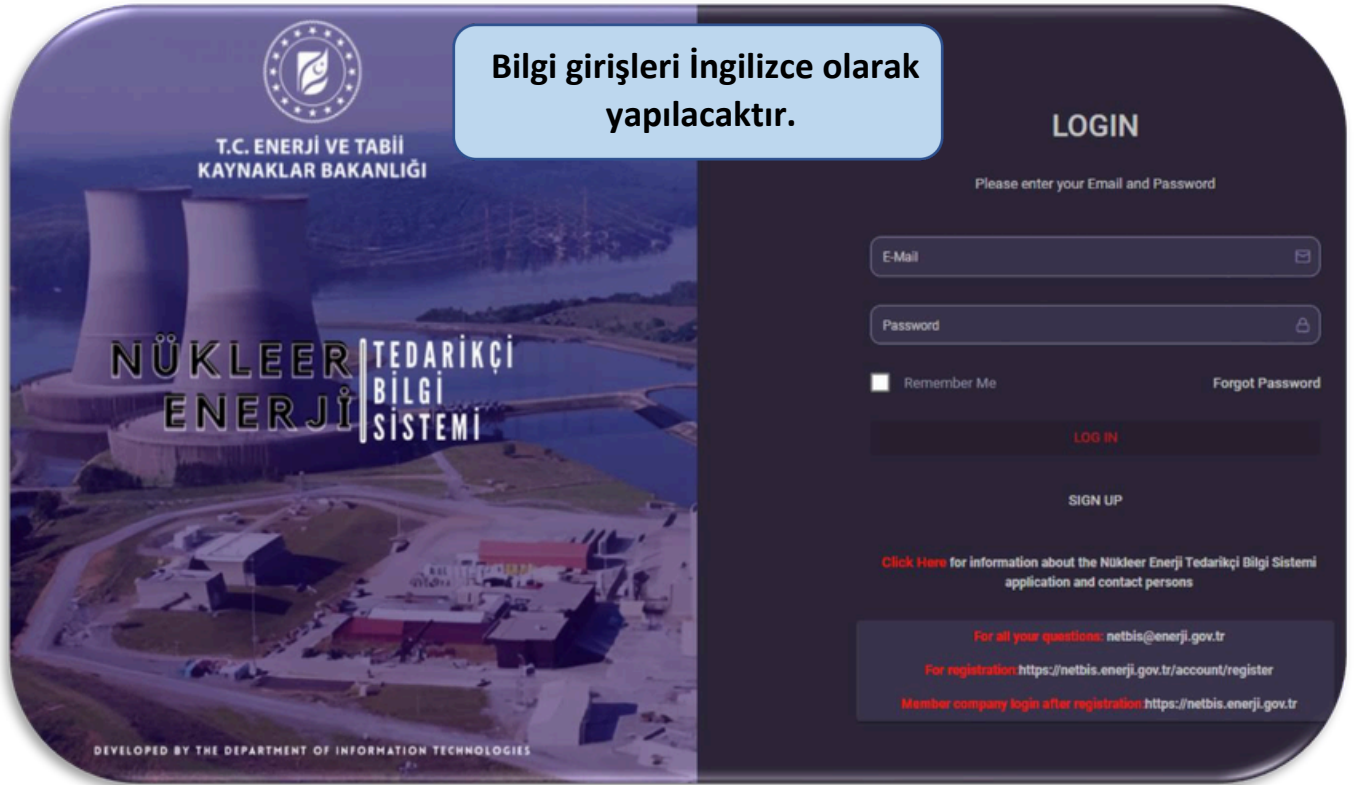 T.C. ENERJİ VE TABİİ
KAYNAKLAR BAKANLIĞI
Bilgi girişleri İngilizce olarak
yapılacaktır.
NÜKLEER
ENERJİ
TEDARİKÇİ
BİLGİ
SİSTEMİ
DEVELOPED BY THE DEPARTMENT OF INFORMATION TECHNOLOGIES
LOGIN
Please enter your Email and Password
E-Mail
Password
Remember Me
Forgot Password
LOG IN
SIGN UP
Click Here for information about the Nükleer Enerji Tedarikçi Bilgi Sistemi
application and contact persons
For all your questions: netbis@enerji.gov.tr
For registration:https://netbis.enerji.gov.tr/account/register
Member company login after registration:https://netbis.enerji.gov.tr